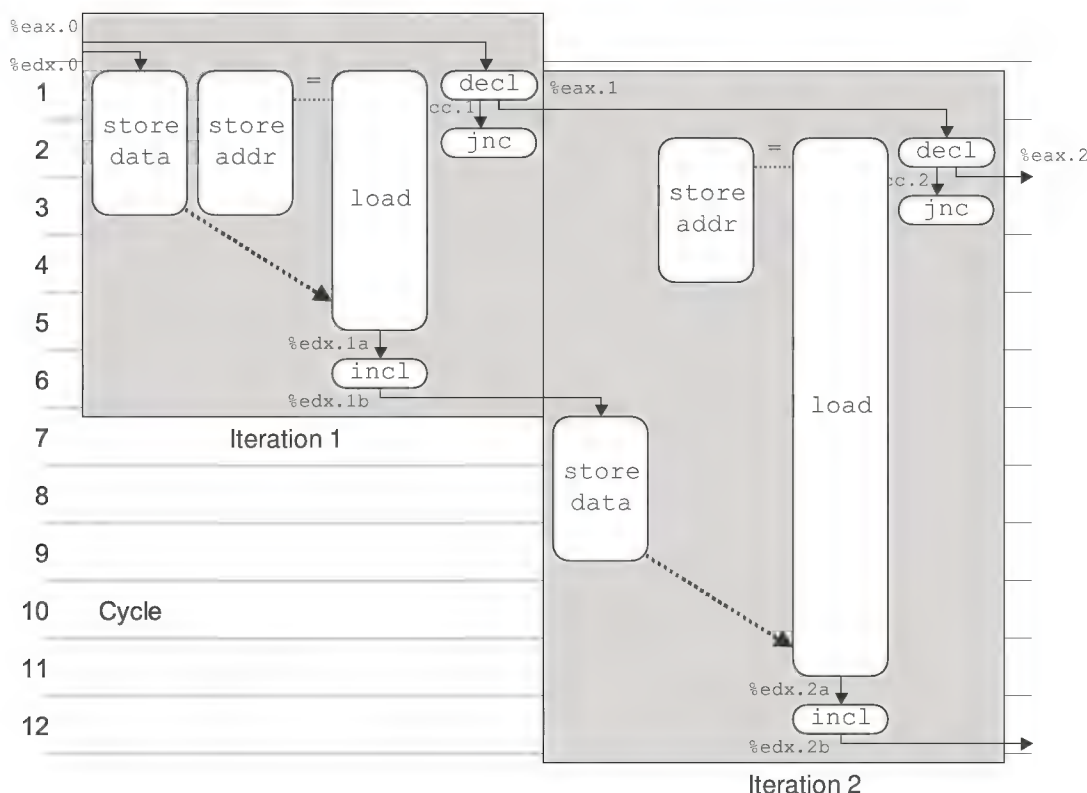 %eax.0
%edx.0
1
2
3
4
5
6
7
8
9
10
11
12
Cycle
store
data
store
addr
=
load
decl
cc.1
jnc
%edx.1a
incl
%edx.1b
Iteration 1
%eax.1
store
data
store
addr
=
load
decl
cc.2
jnc
%eax.2
%edx.2a
incl
%edx.2b
Iteration 2